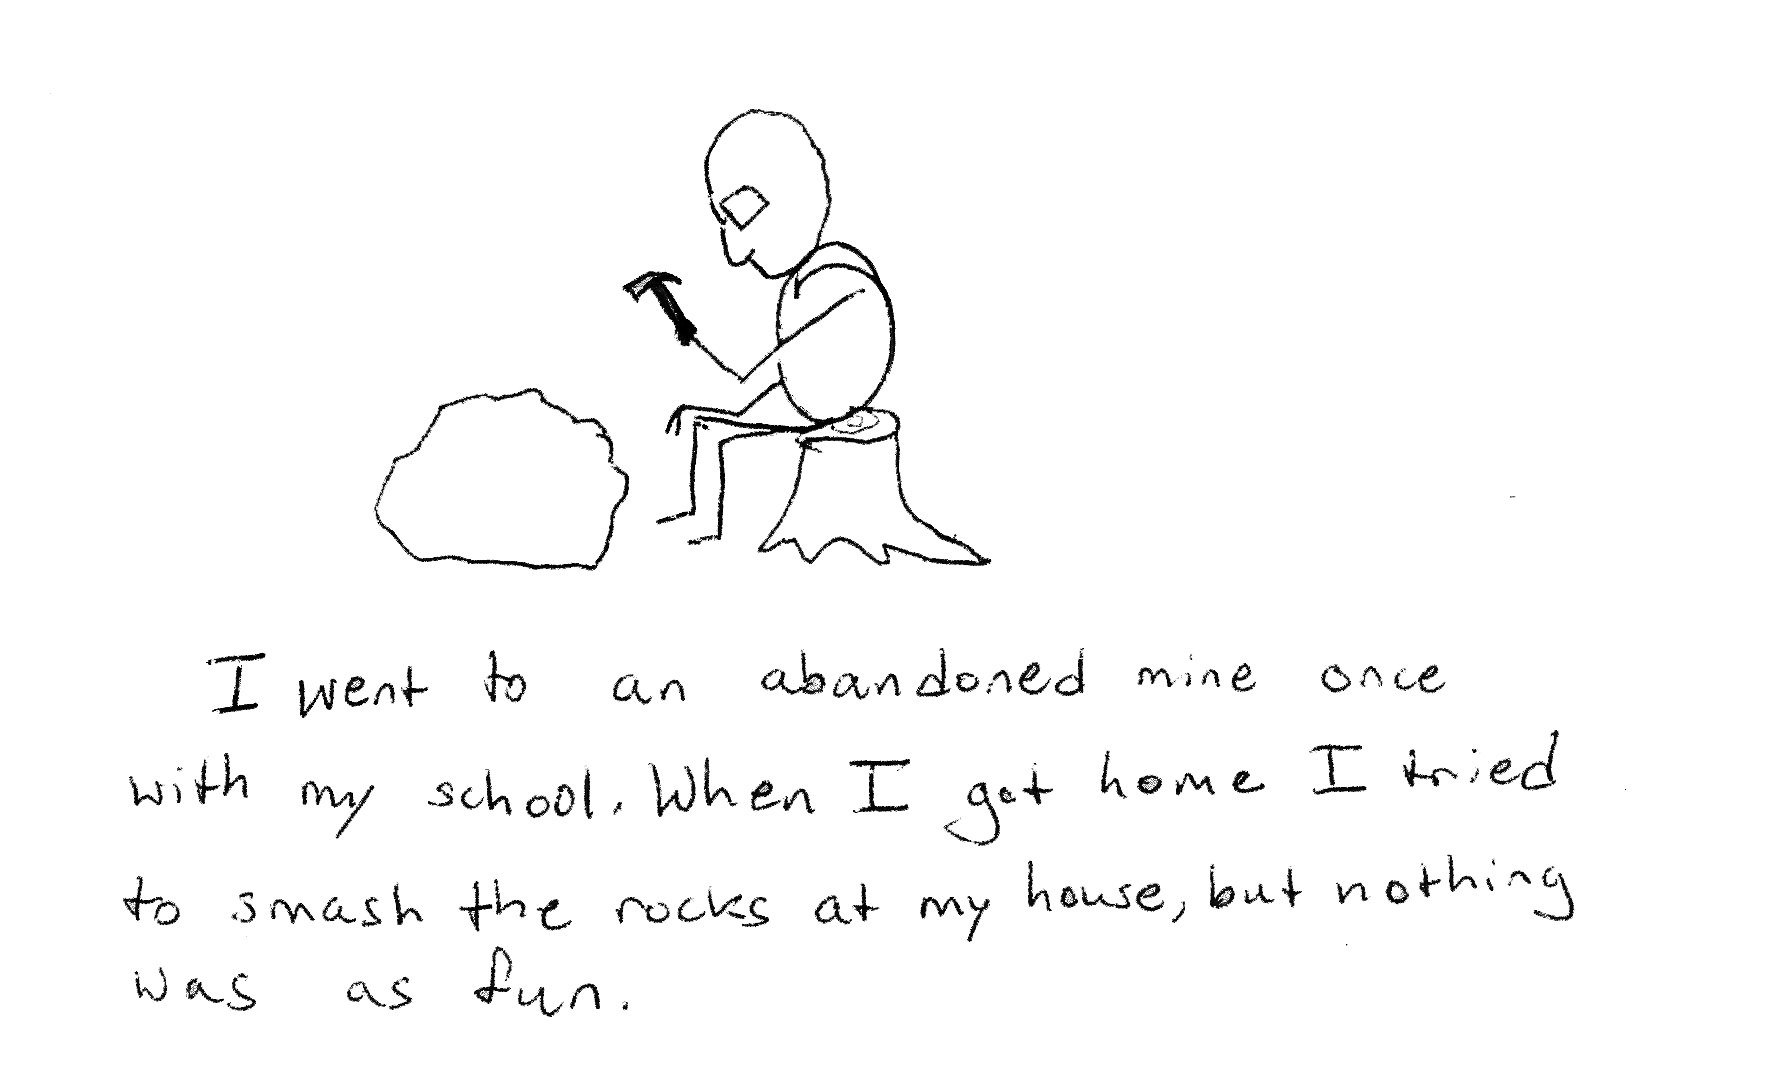 I went to an abandoned mine once
with my school. When I got home I tried
to smash the rocks at my house, but nothing
was as fun.